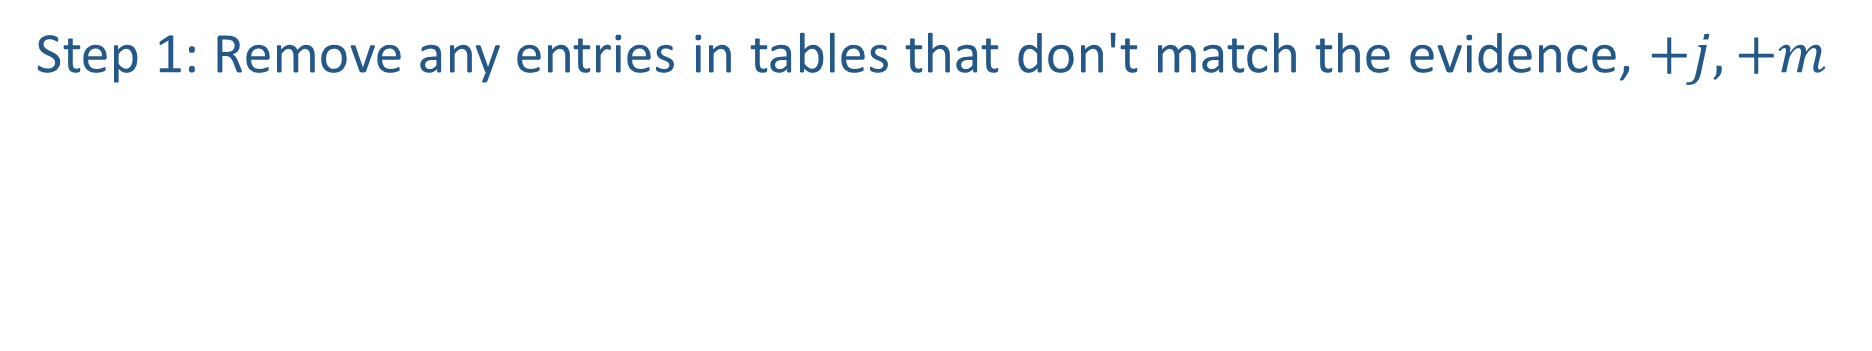 Step 1: Remove any entries in tables that don't match the evidence, +j, +m